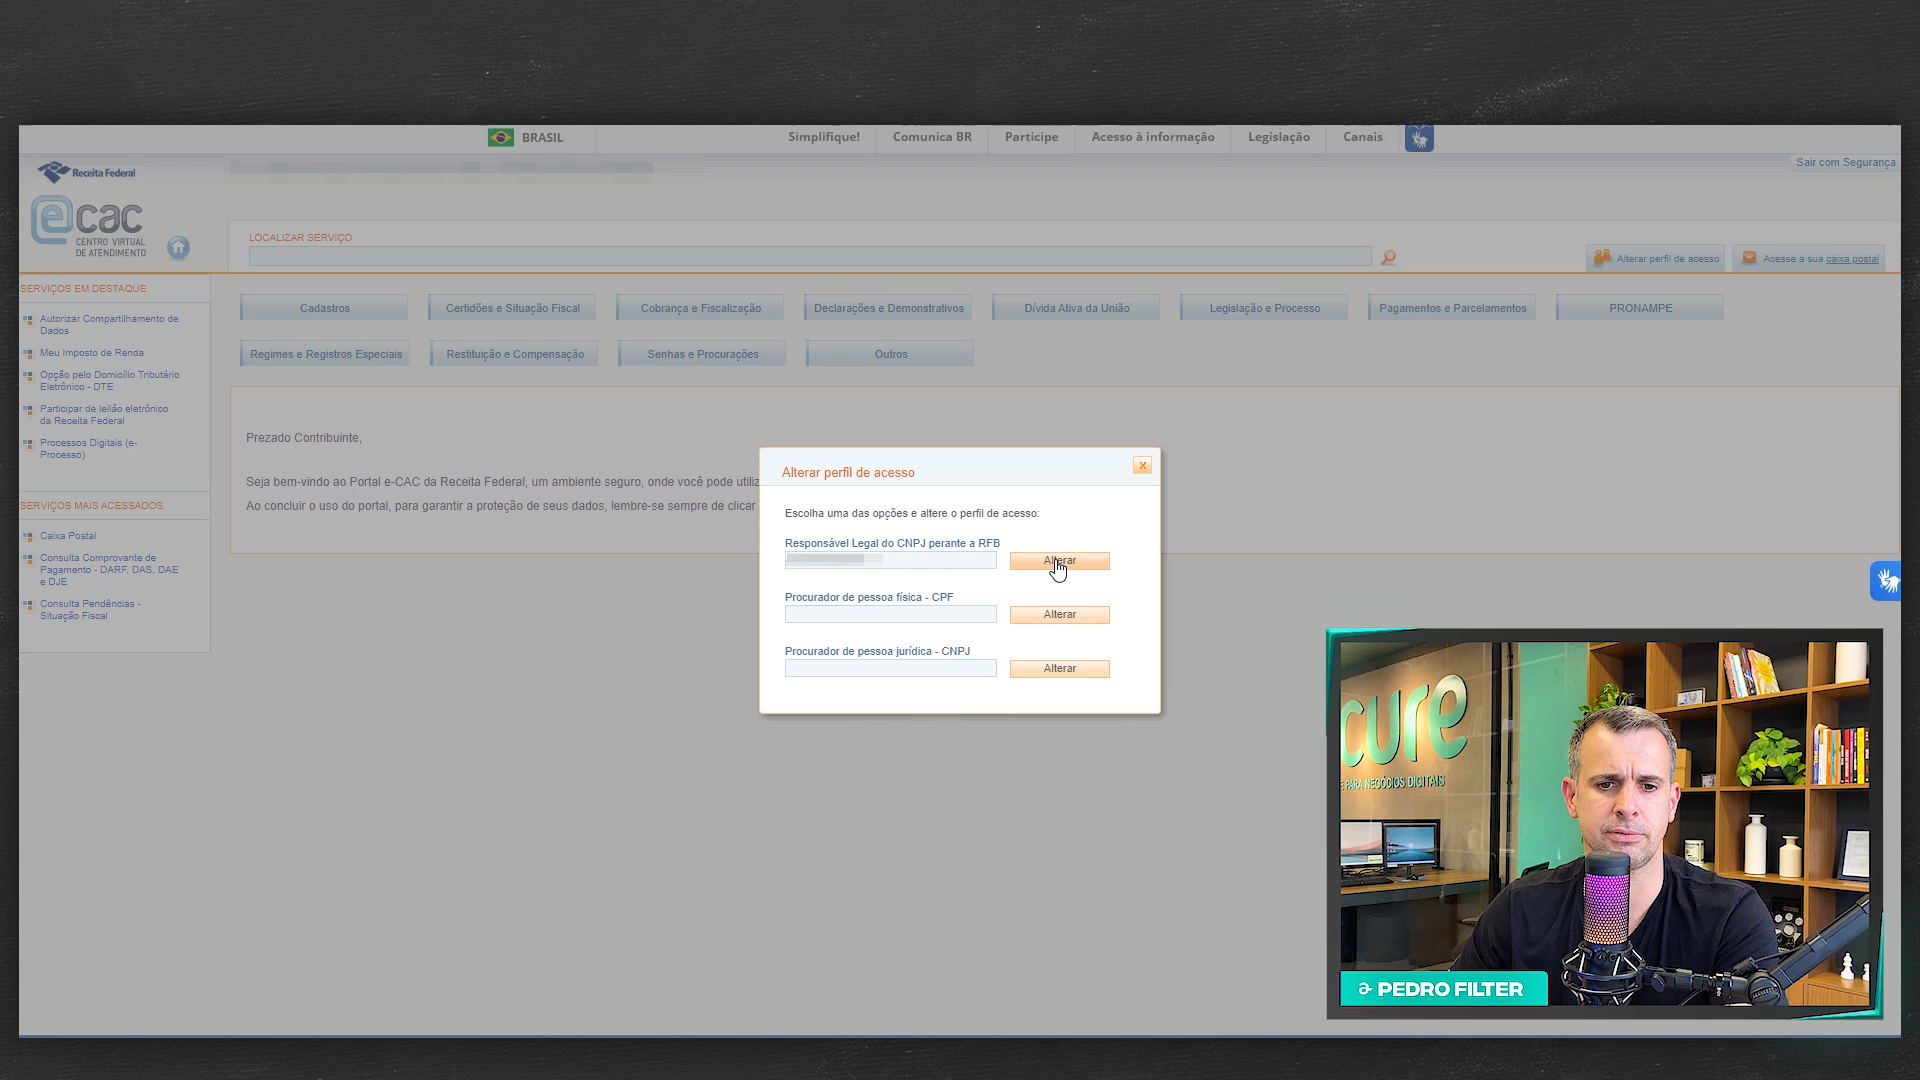 BRASIL
Simplifique!
Comunica BR
Participe
Acesso à informação
Legislação
Canais
Receita Federal
Sair com Segurança
ecac
CENTRO VIRTUAL
DE ATENDIMENTO
LOCALIZAR SERVIÇO
Alterar perfil de acesso
Acesse a sua caixa postal
SERVIÇOS EM DESTAQUE
Autorizar Compartilhamento de
Dados
Meu Imposto de Renda
Opção pelo Domicílio Tributário
Eletrônico - DTE
Participar de leilão eletrônico
da Receita Federal
Processos Digitais (e-
Processo)
SERVIÇOS MAIS ACESSADOS
Caixa Postal
Consulta Comprovante de
Pagamento - DARF, DAS, DAE
e DJE
Consulta Pendências -
Situação Fiscal
Cadastros
Certidões e Situação Fiscal
Cobrança e Fiscalização
Declarações e Demonstrativos
Dívida Ativa da União
Legislação e Processo
Pagamentos e Parcelamentos
PRONAMPE
Regimes e Registros Especiais
Restituição e Compensação
Senhas e Procurações
Outros
Prezado Contribuinte,
Seja bem-vindo ao Portal e-CAC da Receita Federal, um ambiente seguro, onde você pode utiliz
Ao concluir o uso do portal, para garantir a proteção de seus dados, lembre-se sempre de clicar
Alterar perfil de acesso
x
Escolha uma das opções e altere o perfil de acesso:
Responsável Legal do CNPJ perante a RFB
Alterar
Procurador de pessoa física - CPF
Alterar
Procurador de pessoa jurídica - CNPJ
Alterar
cure
E PARA NEGÓCIOS DIGITAIS
PEDRO FILTER